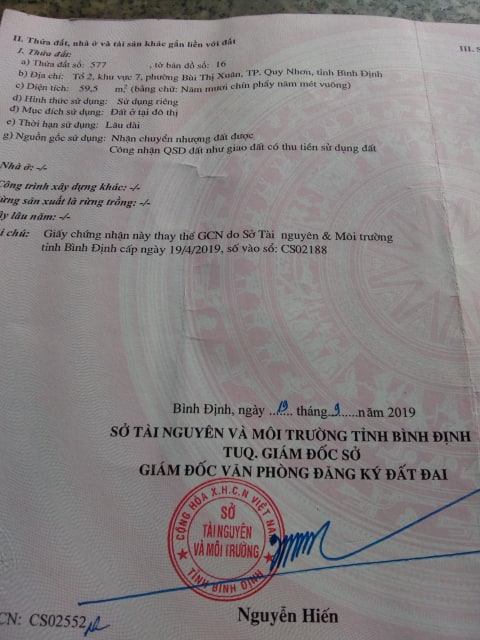 II. Thửa đất, nhà ở và tài sản khác gắn liền với đất
1. Thửa đất:
a) Thửa đất số: 577 , tờ bản đồ số: 16
b) Địa chỉ: Tổ 2, khu vực 7, phường Bùi Thị Xuân, TP. Quy Nhơn, tỉnh Bình Định
c) Diện tích: 59,5 m², (bằng chữ: Năm mươi chín phẩy năm mét vuông)
d) Hình thức sử dụng: Sử dụng riêng
đ) Mục đích sử dụng: Đất ở tại đô thị
e) Thời hạn sử dụng: Lâu dài
g) Nguồn gốc sử dụng: Nhận chuyển nhượng đất được
Công nhận QSD đất như giao đất có thu tiền sử dụng đất
Nhà ở: -/-
Công trình xây dựng khác: -/-
ừng sản xuất là rừng trồng: -/-
ây lâu năm: -/-
i chú: Giấy chứng nhận này thay thế GCN do Sở Tài nguyên & Môi trường
tỉnh Bình Định cấp ngày 19/4/2019, số vào sổ: CS02188
III. S
Bình Định, ngày 19 tháng 9 năm 2019
SỞ TÀI NGUYÊN VÀ MÔI TRƯỜNG TỈNH BÌNH ĐỊNH
TUQ. GIÁM ĐỐC SỞ
GIÁM ĐỐC VĂN PHÒNG ĐĂNG KÝ ĐẤT ĐAI
CỘNG HÒA X.H.C.N VIỆT NAM
SỞ
TÀI NGUYÊN
VÀ MÔI TRƯỜNG
TỈNH BÌNH ĐỊNH
Nguyễn Hiến
CN: CS02552